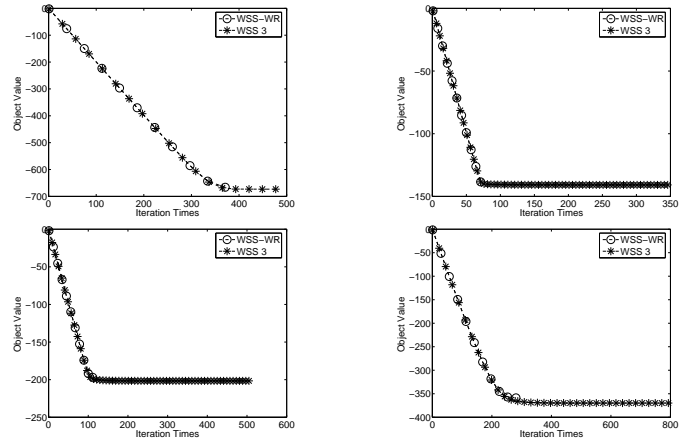 0
−100
−200
−300
−400
−500
−600
−700
Object Value
0 100 200 300 400 500
Iteration Times
WSS−WR
WSS 3
0
−50
−100
−150
Object Value
0 50 100 150 200 250 300 350
Iteration Times
WSS−WR
WSS 3
0
−50
−100
−150
−200
−250
Object Value
0 100 200 300 400 500 600
Iteration Times
WSS−WR
WSS 3
0
−50
−100
−150
−200
−250
−300
−350
−400
Object Value
0 200 400 600 800
Iteration Times
WSS−WR
WSS 3